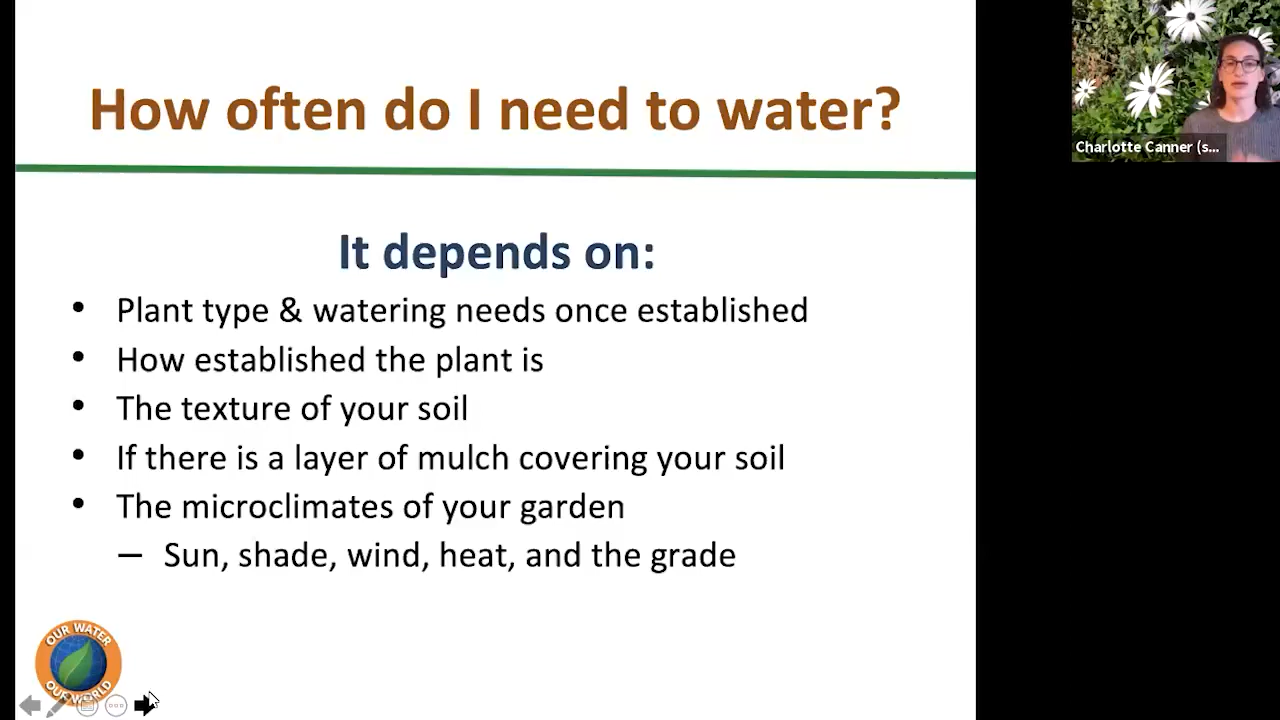 How often do I need to water?
Charlotte Canner (s...
It depends on:
• Plant type & watering needs once established
• How established the plant is
• The texture of your soil
• If there is a layer of mulch covering your soil
• The microclimates of your garden
– Sun, shade, wind, heat, and the grade
OUR WATER
OUR WORLD